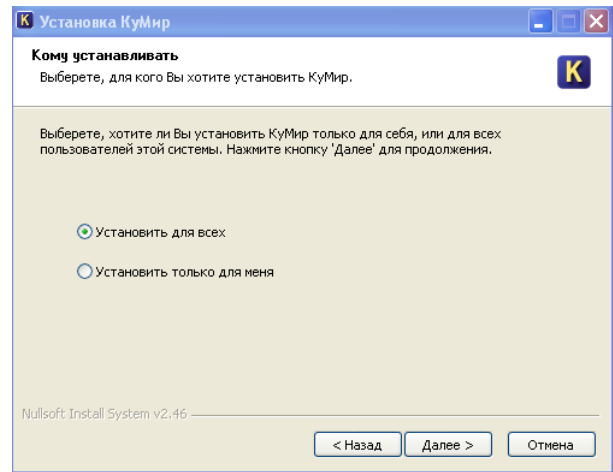 K Установка КуМир
Кому устанавливать
Выберете, для кого Вы хотите установить КуМир.
K
Выберете, хотите ли Вы установить КуМир только для себя, или для всех
пользователей этой системы. Нажмите кнопку 'Далее' для продолжения.
Установить для всех
Установить только для меня
Nullsoft Install System v2.46
< Назад Далее > Отмена